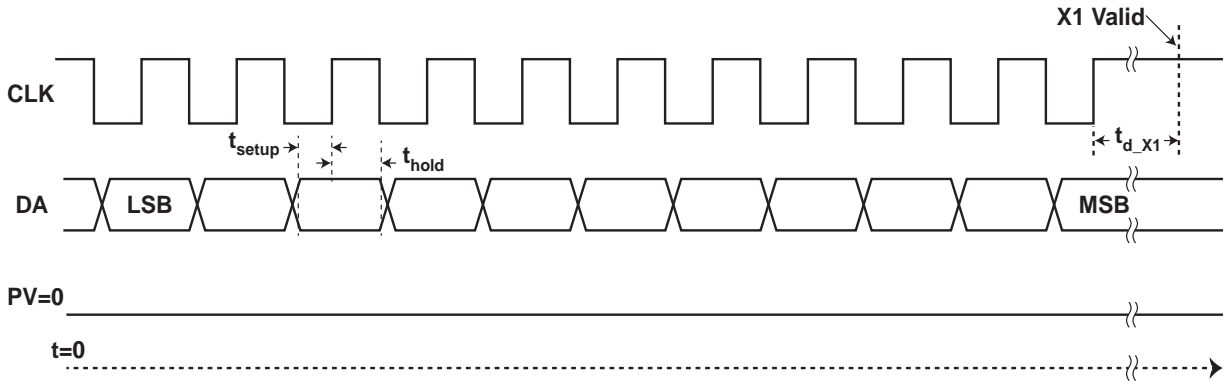 X1 Valid
CLK
t_setup
t_hold
t_d_X1
DA
LSB
MSB
PV=0
t=0